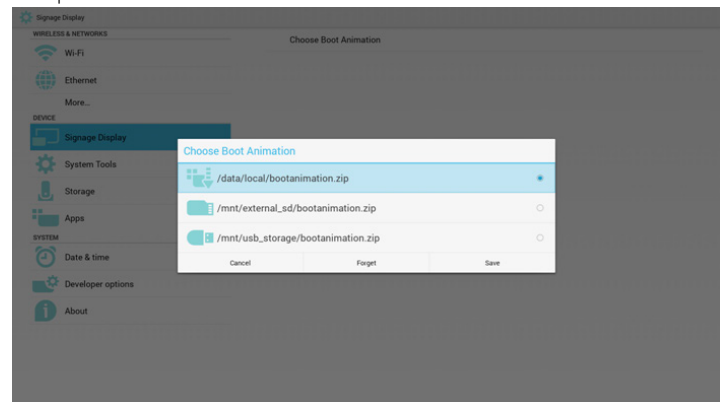 Signage Display
WIRELESS & NETWORKS
Choose Boot Animation
Wi-Fi
Ethernet
More...
DEVICE
Signage Display
System Tools
Storage
Apps
SYSTEM
Date & time
Developer options
About
Choose Boot Animation
/data/local/bootanimation.zip
/mnt/external_sd/bootanimation.zip
/mnt/usb_storage/bootanimation.zip
Cancel Forget Save